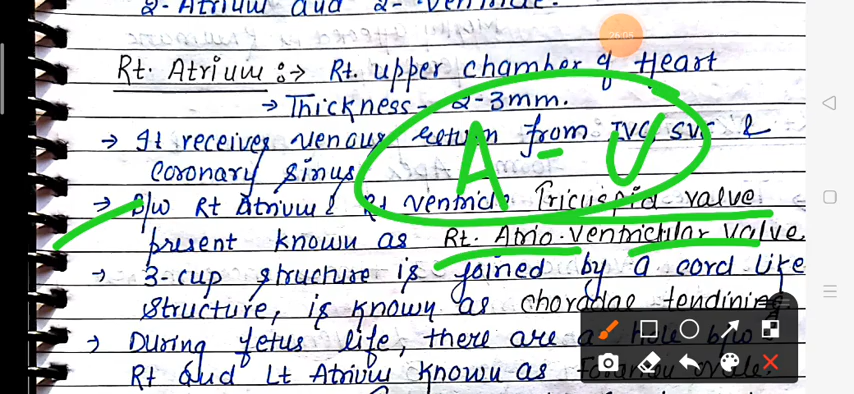 2-Atrium and 2-Ventricle.
26:06
Rt. Atrium :→ Rt. upper chamber of Heart
→ Thickness - 2-3mm.
→ It receives venous return from IVC, SVC &
coronary sinus
A-V
→ B/w Rt Atrium & Rt ventricle Tricuspid valve
present known as Rt. Atrio-Ventricular valve.
→ 3-cup structure is joined by a cord like
structure, is known as choradae tendining
→ During fetus life, there are a hole b/w
Rt and Lt Atrium known as